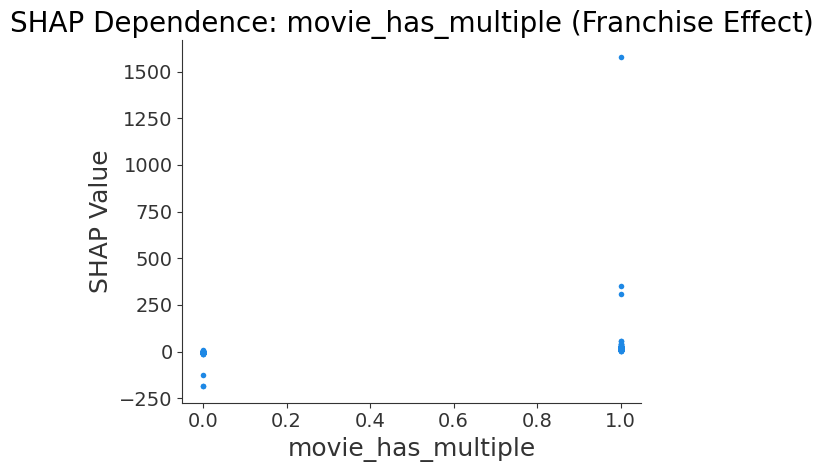 SHAP Dependence: movie_has_multiple (Franchise Effect)
1500
1250
1000
750
500
250
0
−250
SHAP Value
0.0 0.2 0.4 0.6 0.8 1.0
movie_has_multiple